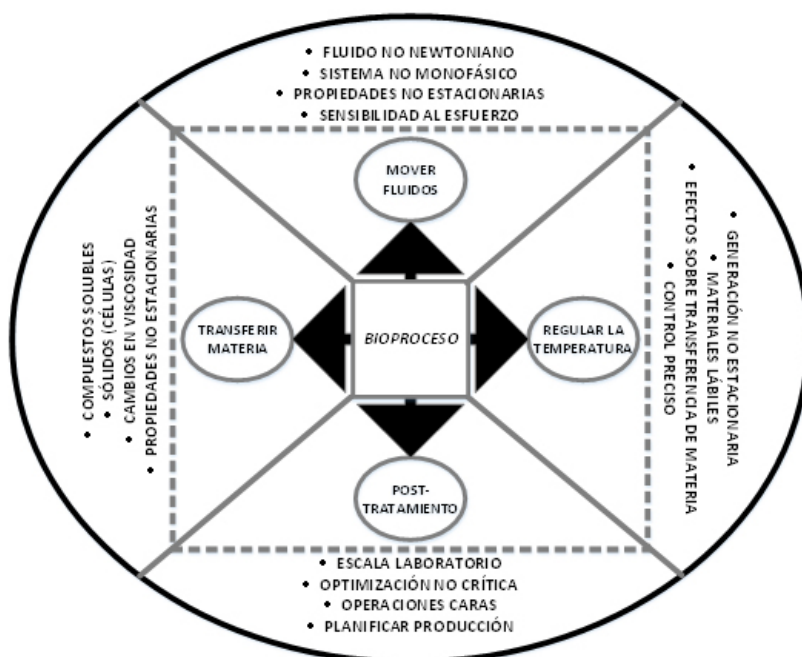 • FLUIDO NO NEWTONIANO
• SISTEMA NO MONOFÁSICO
• PROPIEDADES NO ESTACIONARIAS
• SENSIBILIDAD AL ESFUERZO
MOVER
FLUIDOS
• COMPUESTOS SOLUBLES
• SÓLIDOS (CÉLULAS)
• CAMBIOS EN VISCOSIDAD
• PROPIEDADES NO ESTACIONARIAS
TRANSFERIR
MATERIA
BIOPROCESO
REGULAR LA
TEMPERATURA
• GENERACIÓN NO ESTACIONARIA
• MATERIALES LÁBILES
• EFECTOS SOBRE TRANSFERENCIA DE MATERIA
• CONTROL PRECISO
POST-
TRATAMIENTO
• ESCALA LABORATORIO
• OPTIMIZACIÓN NO CRÍTICA
• OPERACIONES CARAS
• PLANIFICAR PRODUCCIÓN